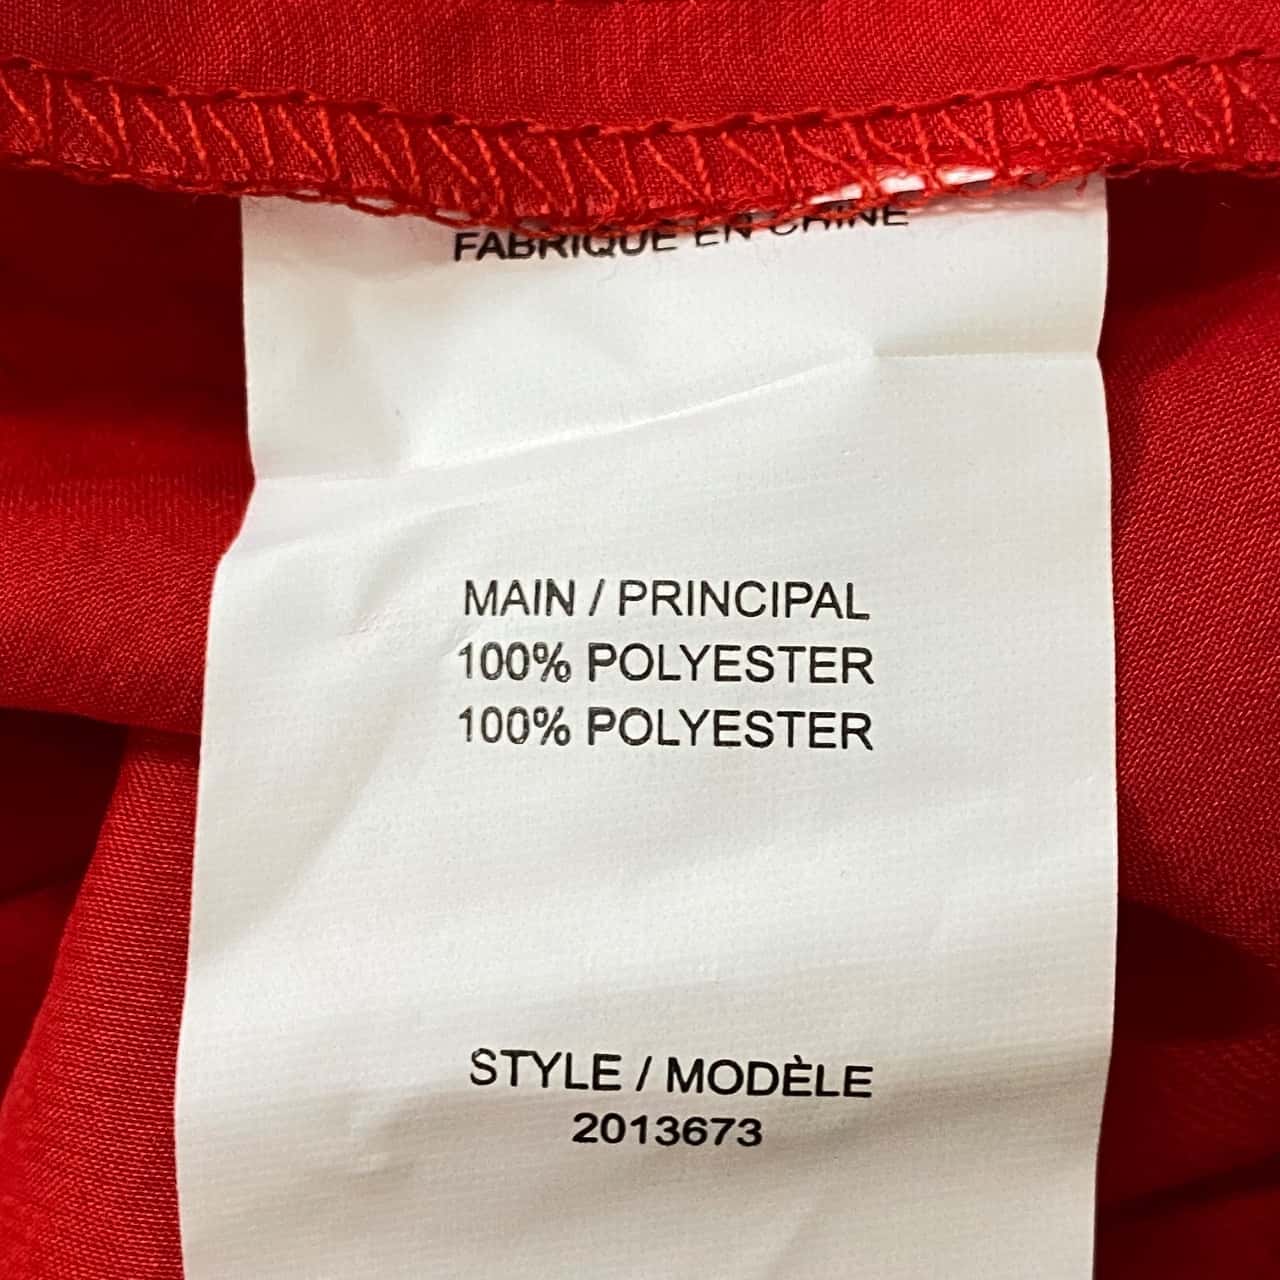 FABRIQUE EN CHINE
MAIN / PRINCIPAL
100% POLYESTER
100% POLYESTER
STYLE / MODÈLE
2013673